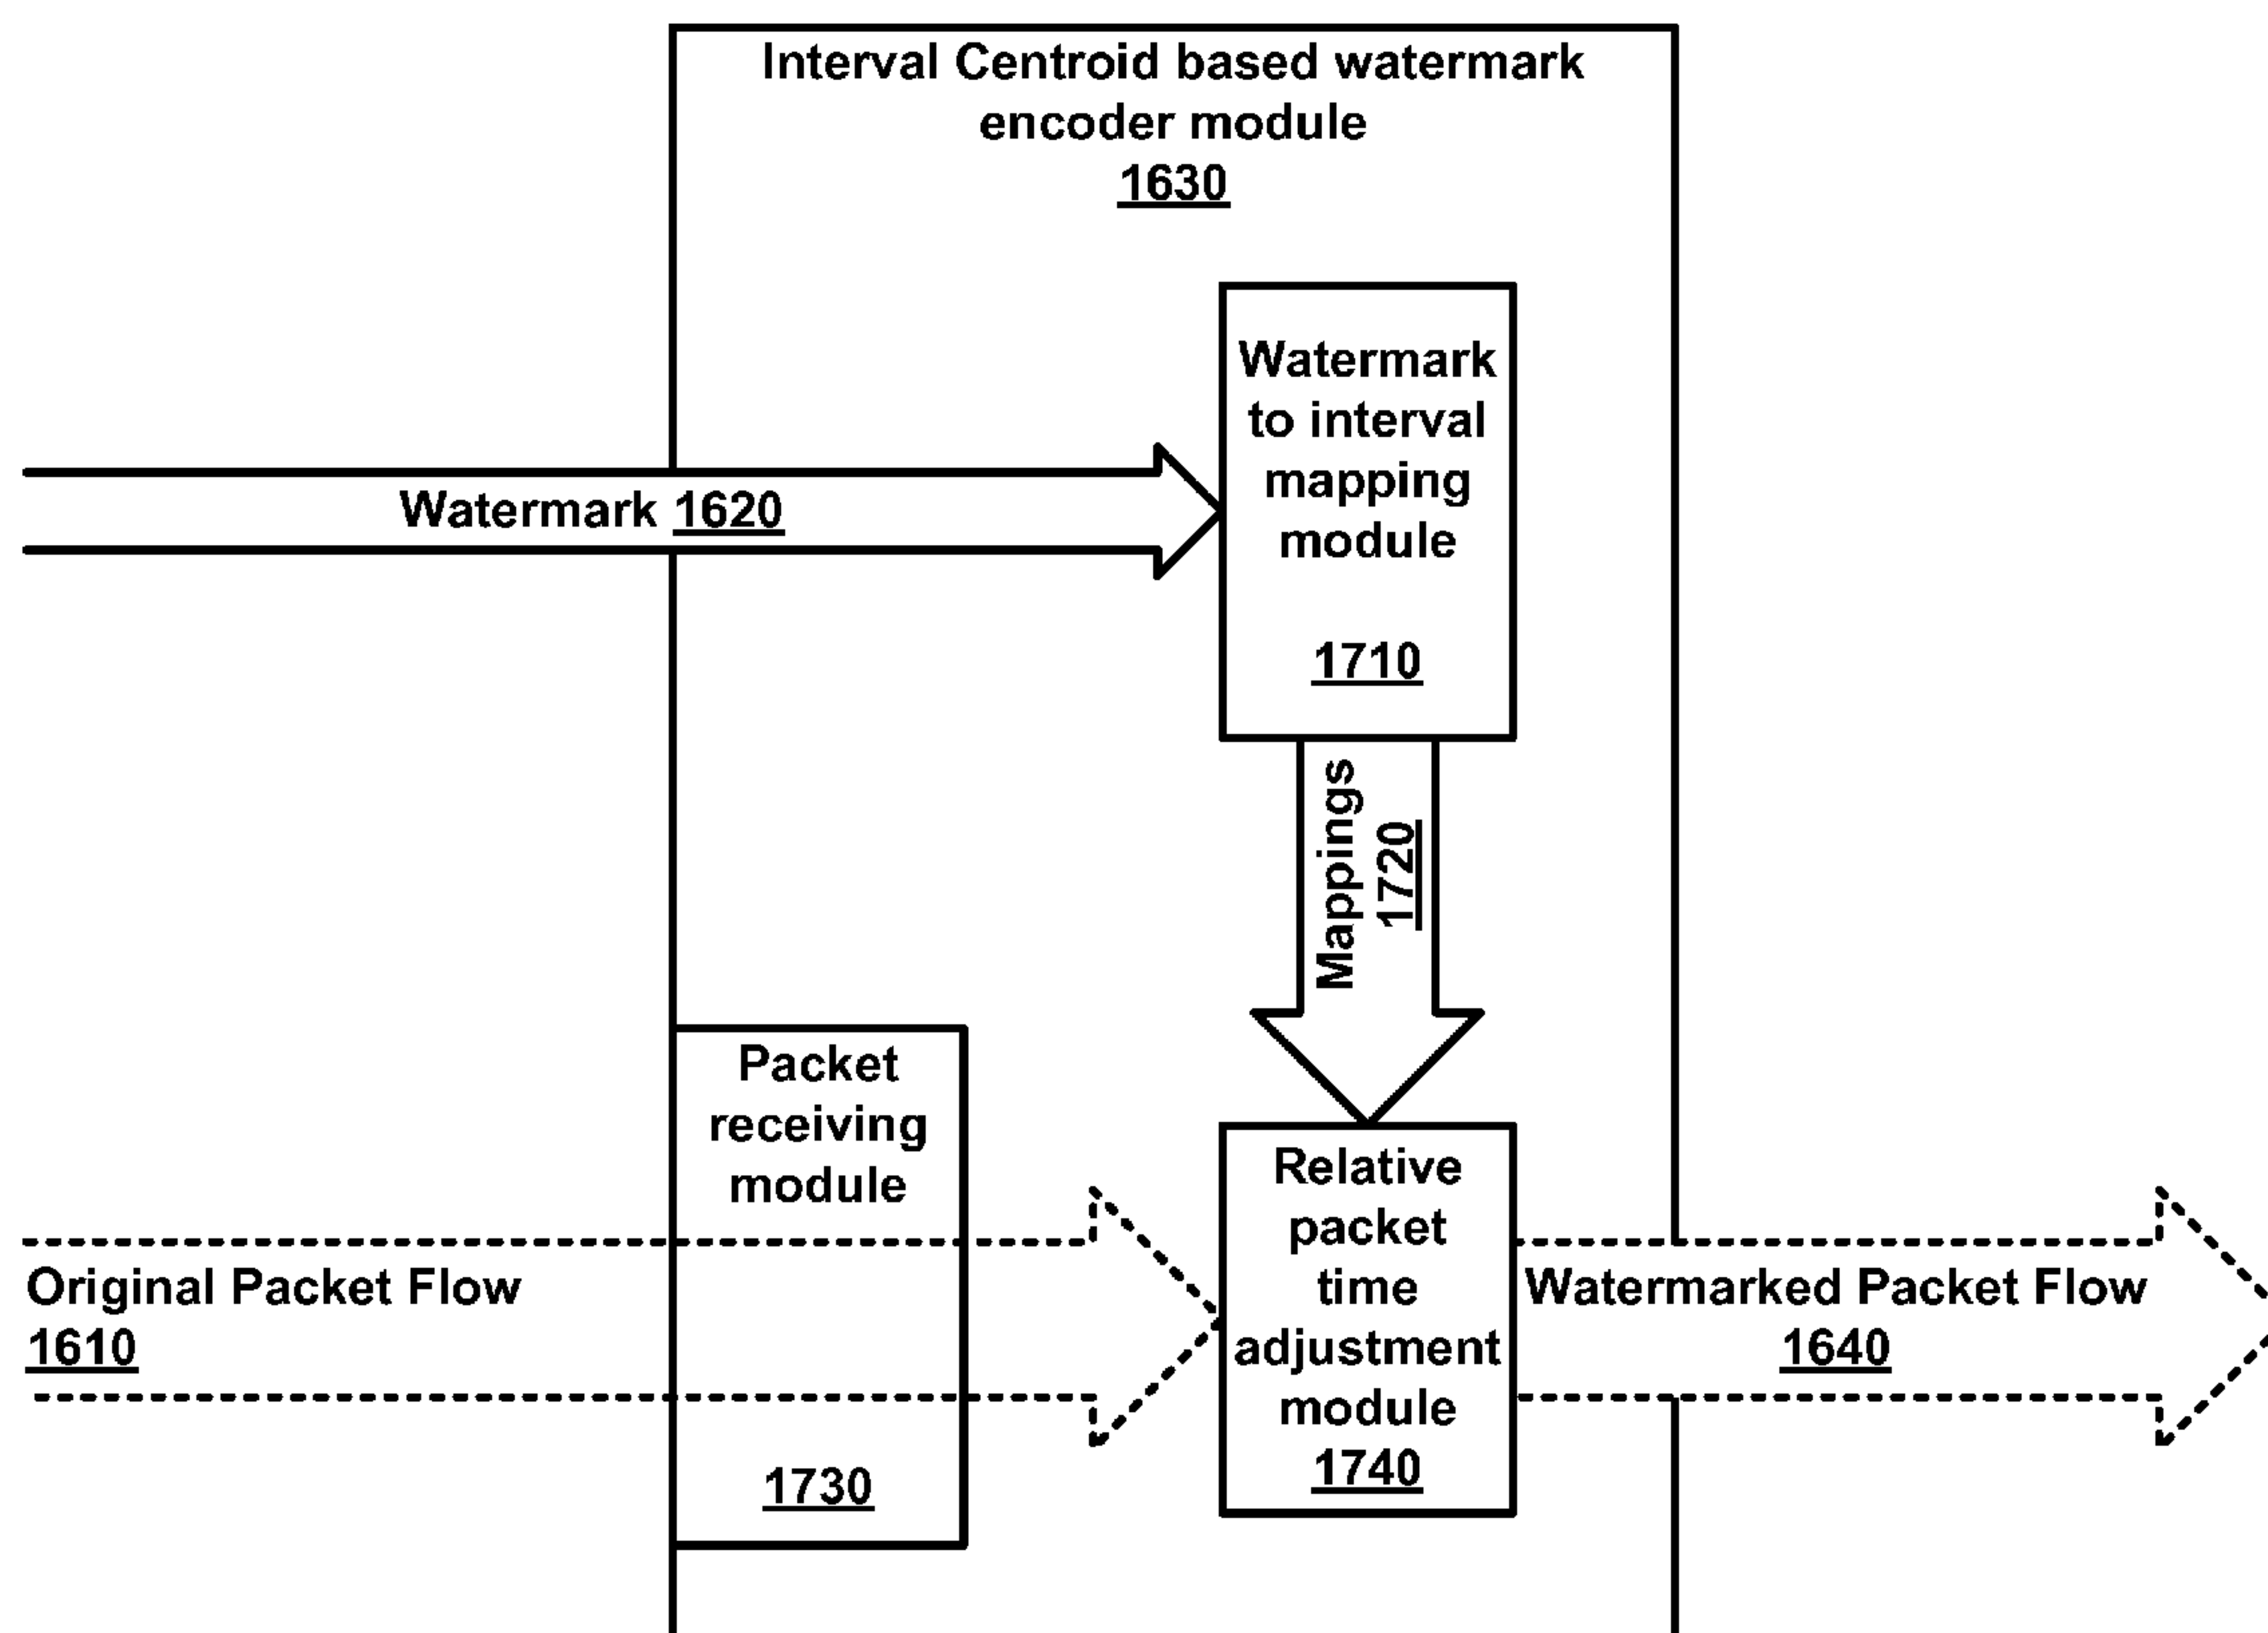 Interval Centroid based watermark
encoder module
1630
Watermark
to interval
mapping
module
1710
Watermark 1620
Mappings
1720
Packet
receiving
module
1730
Relative
packet
time
adjustment
module
1740
Original Packet Flow
1610
Watermarked Packet Flow
1640